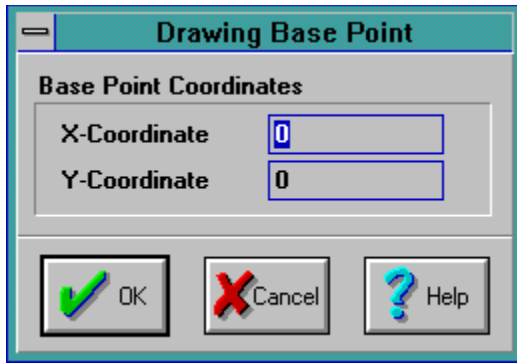 Drawing Base Point
Base Point Coordinates
X-Coordinate 0
Y-Coordinate 0
OK Cancel Help